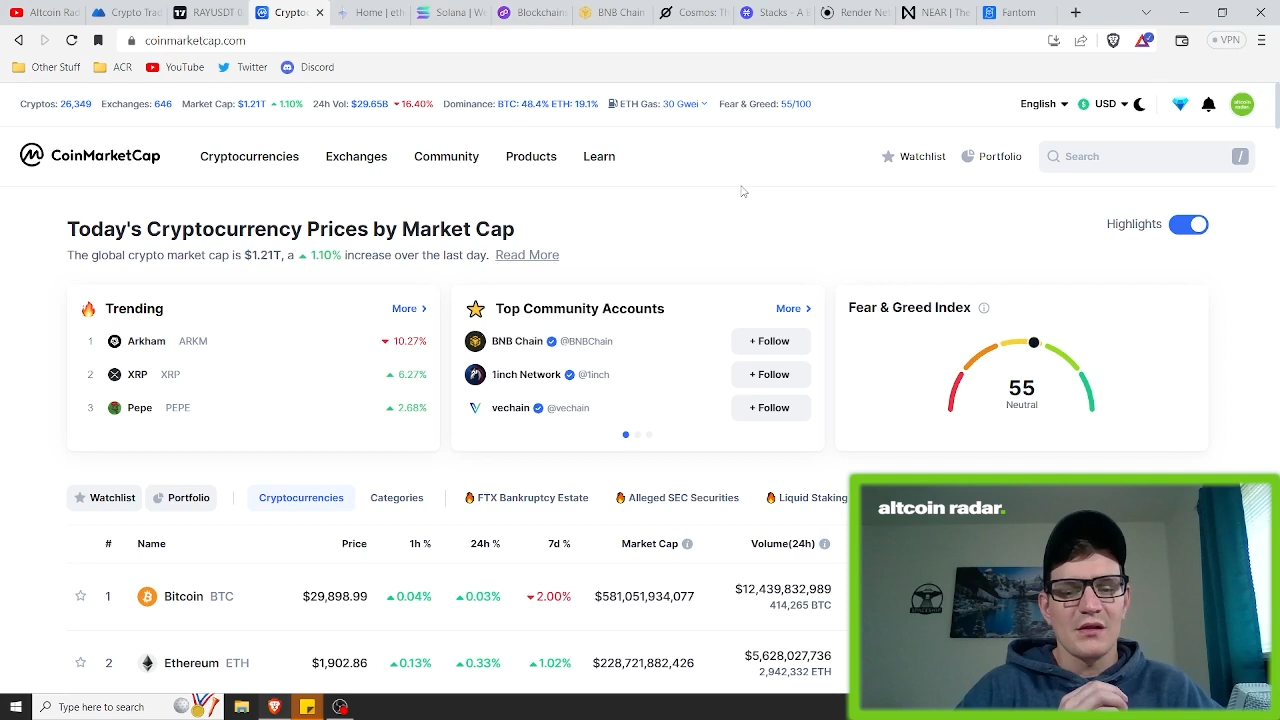 Altcoin Rad
Crypto Trad
RAYUSDT 0
Cryptoc
Home | eth
Solana | We
Blockchain
BNB Chain
Cosmos: Th
Stacks - A B
Render Net
NEAR | The
Fantom
coinmarketcap.com
VPN
Other Stuff
ACR
YouTube
Twitter
Discord
Cryptos: 26,349 Exchanges: 646 Market Cap: $1.21T 1.10% 24h Vol: $29.65B 16.40% Dominance: BTC: 48.4% ETH: 19.1% ETH Gas: 30 Gwei Fear & Greed: 55/100
English USD
altcoin radar.
CoinMarketCap Cryptocurrencies Exchanges Community Products Learn
Watchlist Portfolio Search /
Today's Cryptocurrency Prices by Market Cap
Highlights
The global crypto market cap is $1.21T, a 1.10% increase over the last day. Read More
Trending More
1 Arkham ARKM 10.27%
2 XRP XRP 6.27%
3 Pepe PEPE 2.68%
Top Community Accounts More
BNB Chain @BNBChain + Follow
1inch Network @1inch + Follow
vechain @vechain + Follow
Fear & Greed Index
55
Neutral
Watchlist Portfolio Cryptocurrencies Categories FTX Bankruptcy Estate Alleged SEC Securities Liquid Staking
# Name Price 1h % 24h % 7d % Market Cap Volume(24h)
1 Bitcoin BTC $29,898.99 0.04% 0.03% 2.00% $581,051,934,077 $12,439,832,989
414,265 BTC
2 Ethereum ETH $1,902.86 0.13% 0.33% 1.02% $228,721,882,426 $5,628,027,736
2,942,332 ETH
altcoin radar.
SPACESHIP
Type here to search